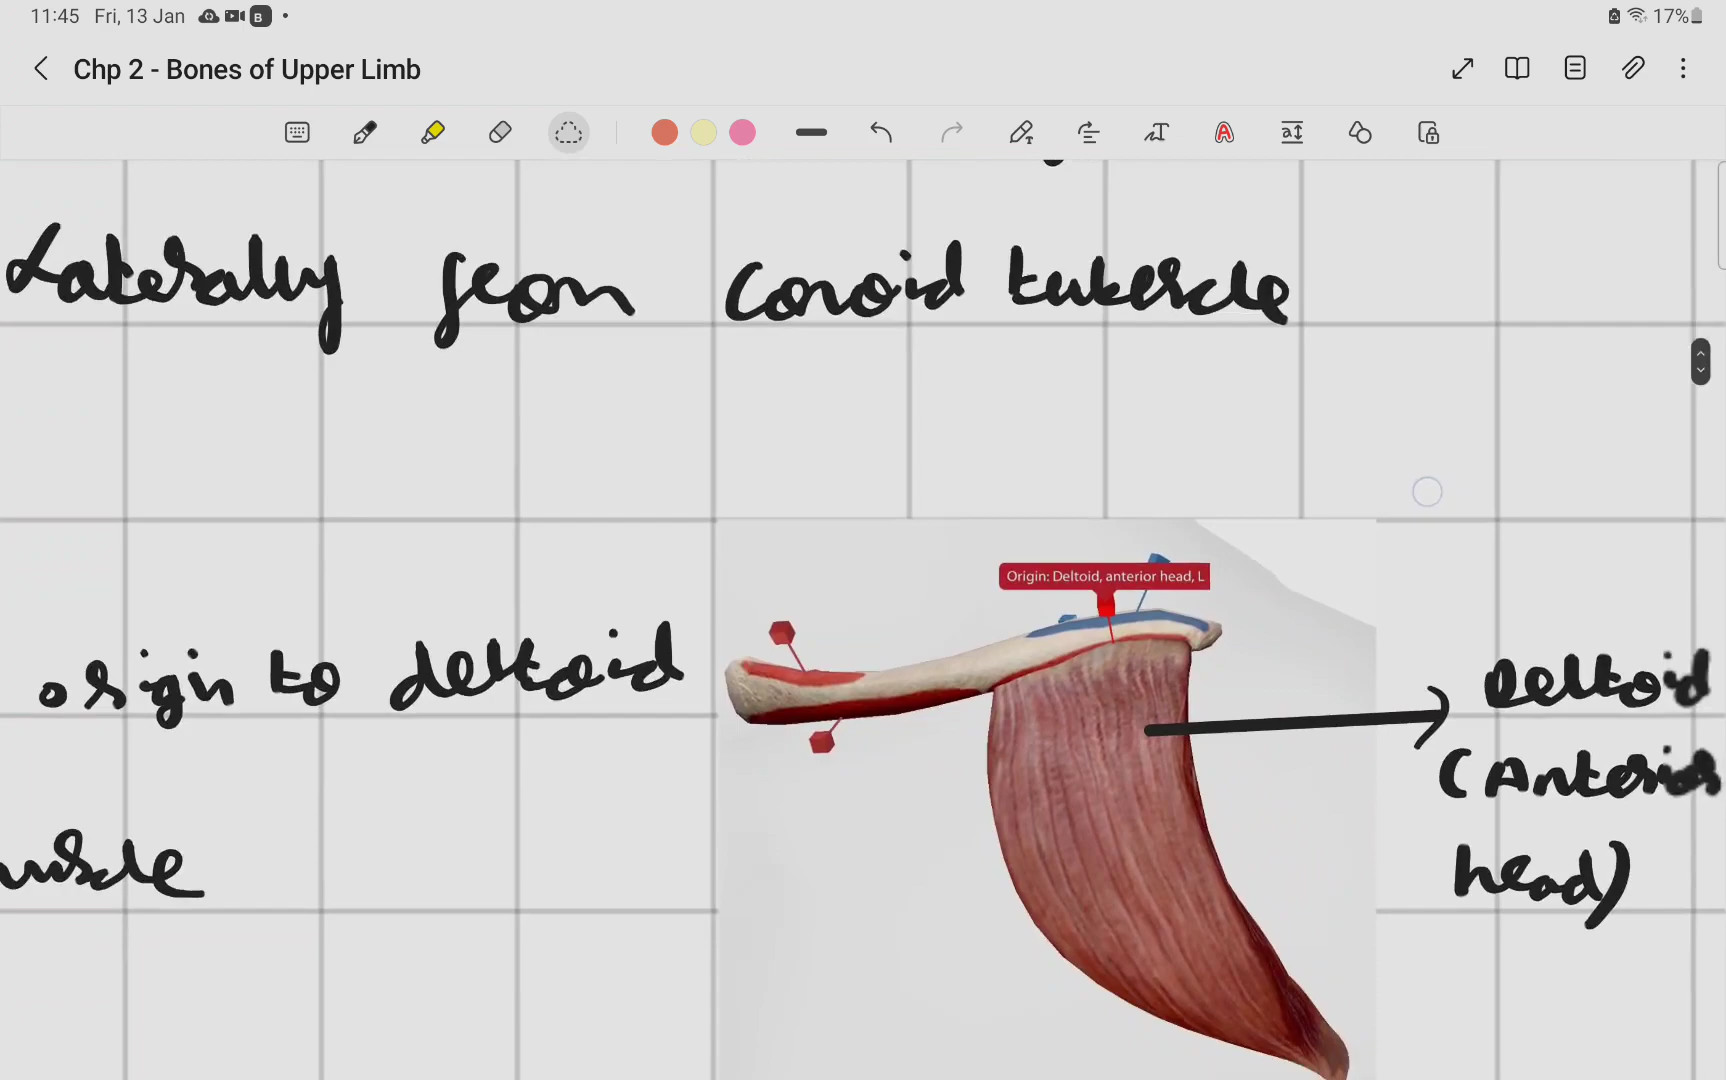 11:45 Fri, 13 Jan B 17%
Chp 2 - Bones of Upper Limb
Laterally from conoid tubercle
Origin: Deltoid, anterior head, L
origin to deltoid
Deltoid
(Anterior
head)